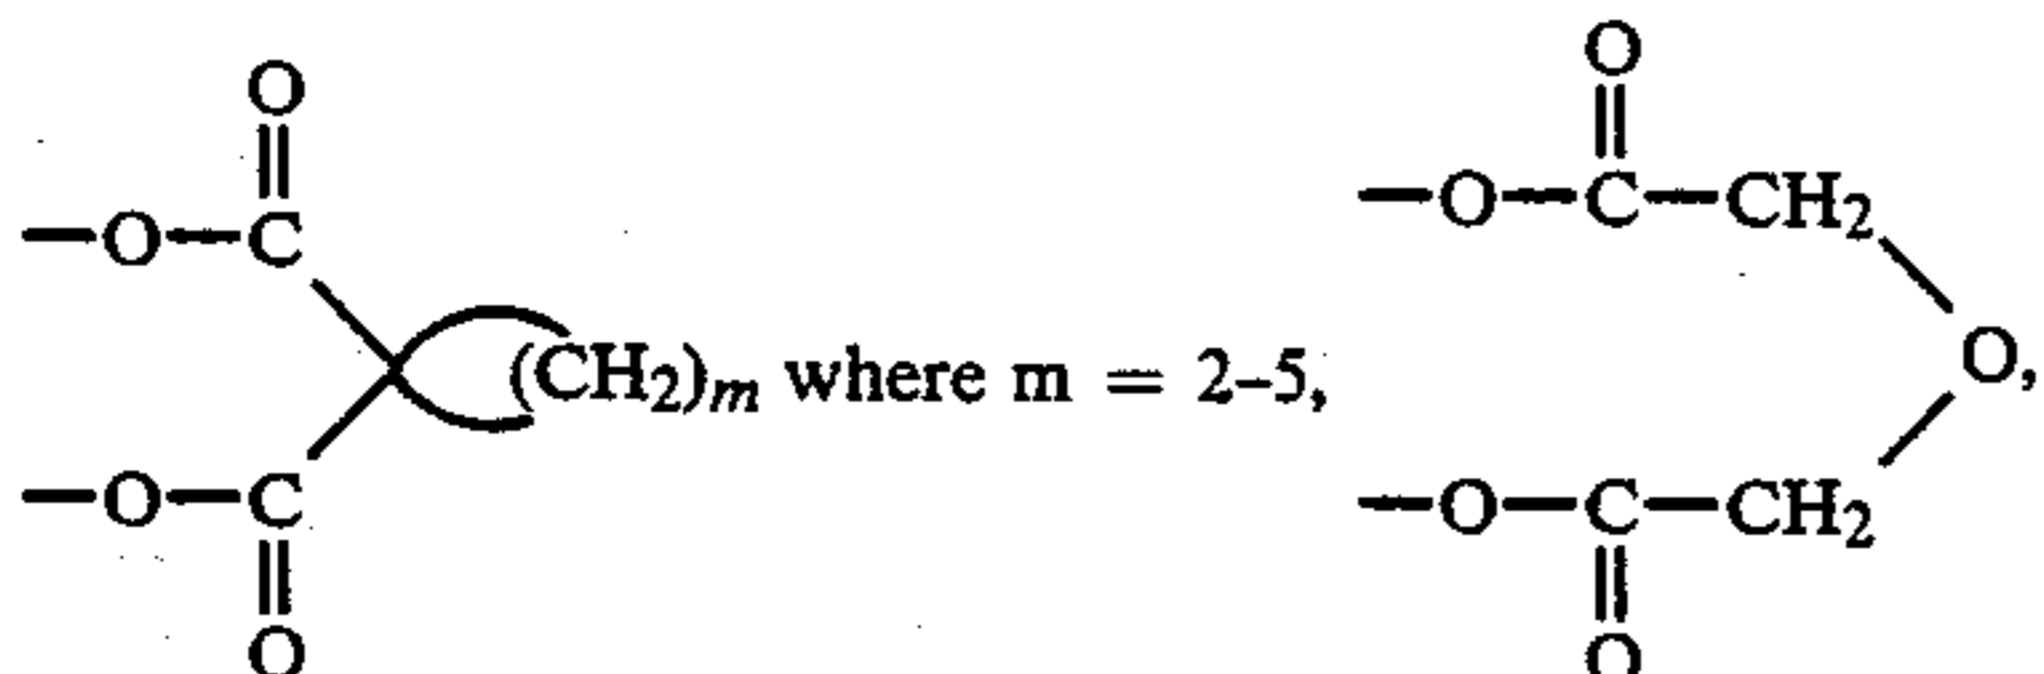 O O
—O—C —O—C—CH2
(CH2)m where m = 2–5, O,
—O—C —O—C—CH2
O O